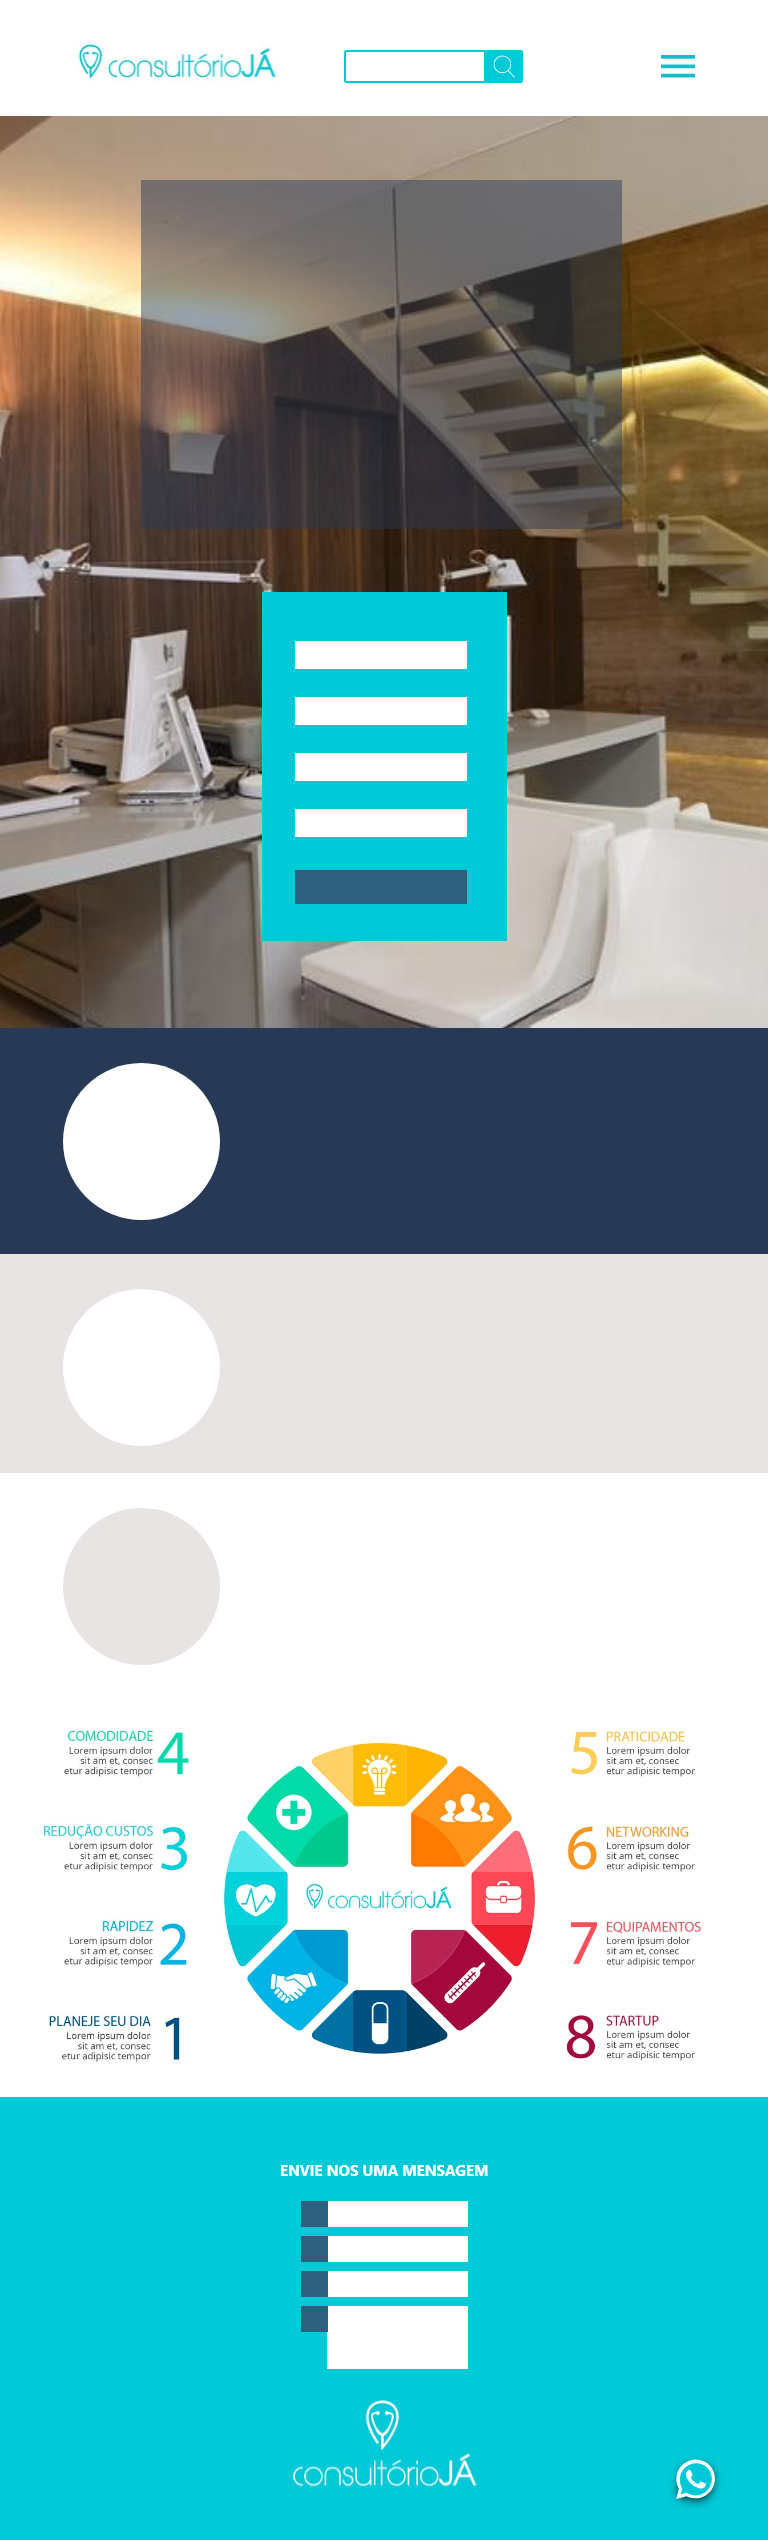 consultórioJÁ
COMODIDADE
Lorem ipsum dolor
sit am et, consec
etur adipisic tempor
4
5
PRATICIDADE
Lorem ipsum dolor
sit am et, consec
etur adipisic tempor
REDUÇÃO CUSTOS
Lorem ipsum dolor
sit am et, consec
etur adipisic tempor
3
6
NETWORKING
Lorem ipsum dolor
sit am et, consec
etur adipisic tempor
consultórioJÁ
RAPIDEZ
Lorem ipsum dolor
sit am et, consec
etur adipisic tempor
2
7
EQUIPAMENTOS
Lorem ipsum dolor
sit am et, consec
etur adipisic tempor
PLANEJE SEU DIA
Lorem ipsum dolor
sit am et, consec
etur adipisic tempor
1
8
STARTUP
Lorem ipsum dolor
sit am et, consec
etur adipisic tempor
ENVIE NOS UMA MENSAGEM
consultórioJÁ